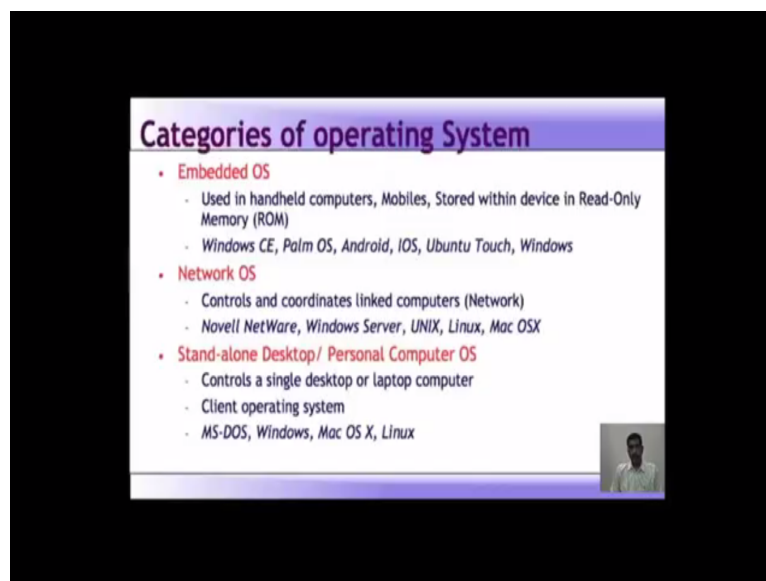 Categories of operating System
• Embedded OS
- Used in handheld computers, Mobiles, Stored within device in Read-Only
Memory (ROM)
- Windows CE, Palm OS, Android, IOS, Ubuntu Touch, Windows
• Network OS
- Controls and coordinates linked computers (Network)
- Novell NetWare, Windows Server, UNIX, Linux, Mac OSX
• Stand-alone Desktop/ Personal Computer OS
- Controls a single desktop or laptop computer
- Client operating system
- MS-DOS, Windows, Mac OS X, Linux